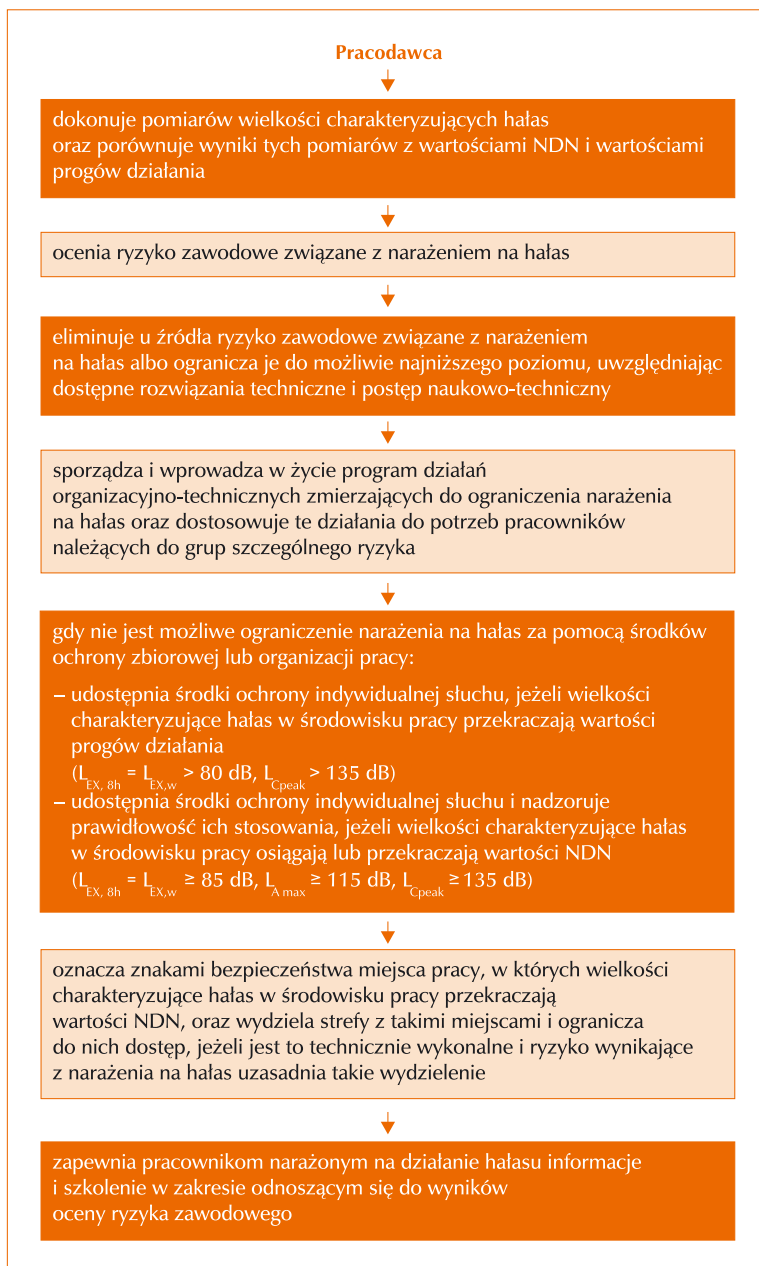 Pracodawca
dokonuje pomiarów wielkości charakteryzujących hałas
oraz porównuje wyniki tych pomiarów z wartościami NDN i wartościami
progów działania
ocenia ryzyko zawodowe związane z narażeniem na hałas
eliminuje u źródła ryzyko zawodowe związane z narażeniem
na hałas albo ogranicza je do możliwie najniższego poziomu, uwzględniając
dostępne rozwiązania techniczne i postęp naukowo-techniczny
sporządza i wprowadza w życie program działań
organizacyjno-technicznych zmierzających do ograniczenia narażenia
na hałas oraz dostosowuje te działania do potrzeb pracowników
należących do grup szczególnego ryzyka
gdy nie jest możliwe ograniczenie narażenia na hałas za pomocą środków
ochrony zbiorowej lub organizacji pracy:
– udostępnia środki ochrony indywidualnej słuchu, jeżeli wielkości
charakteryzujące hałas w środowisku pracy przekraczają wartości
progów działania
(L_EX, 8h = L_EX,w > 80 dB, L_Cpeak > 135 dB)
– udostępnia środki ochrony indywidualnej słuchu i nadzoruje
prawidłowość ich stosowania, jeżeli wielkości charakteryzujące hałas
w środowisku pracy osiągają lub przekraczają wartości NDN
(L_EX, 8h = L_EX,w ≥ 85 dB, L_A max ≥ 115 dB, L_Cpeak ≥ 135 dB)
oznacza znakami bezpieczeństwa miejsca pracy, w których wielkości
charakteryzujące hałas w środowisku pracy przekraczają
wartości NDN, oraz wydziela strefy z takimi miejscami i ogranicza
do nich dostęp, jeżeli jest to technicznie wykonalne i ryzyko wynikające
z narażenia na hałas uzasadnia takie wydzielenie
zapewnia pracownikom narażonym na działanie hałasu informacje
i szkolenie w zakresie odnoszącym się do wyników
oceny ryzyka zawodowego